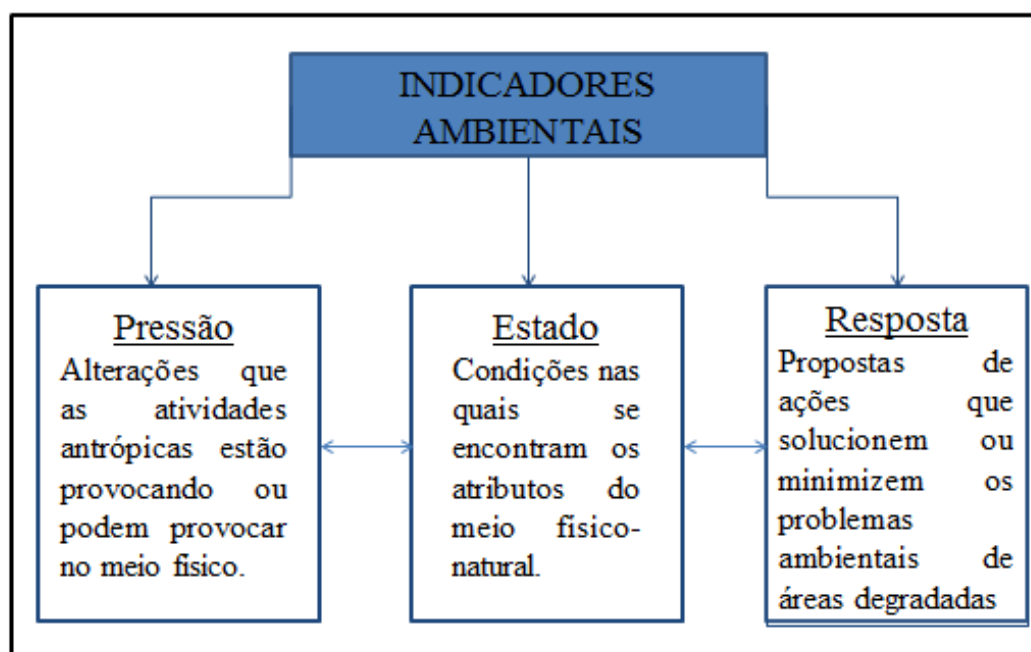 INDICADORES
AMBIENTAIS
Pressão
Alterações que
as atividades
antrópicas estão
provocando ou
podem provocar
no meio físico.
Estado
Condições nas
quais se
encontram os
atributos do
meio físico-
natural.
Resposta
Propostas de
ações que
solucionem ou
minimizem os
problemas
ambientais de
áreas degradadas